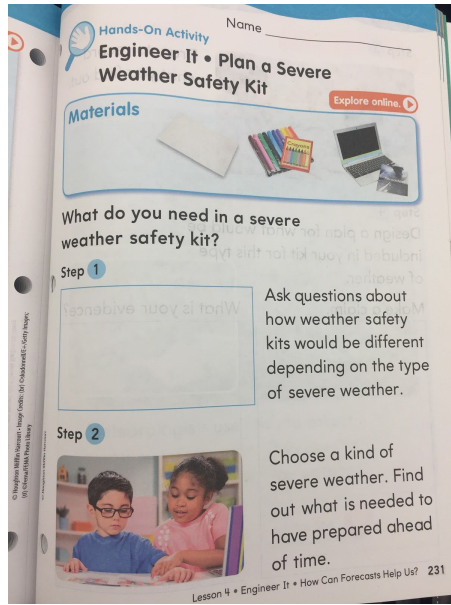 Name
Hands-On Activity
Engineer It • Plan a Severe
Weather Safety Kit
Explore online.
Materials
Crayons
What do you need in a severe
weather safety kit?
Step 1
Ask questions about
how weather safety
kits would be different
depending on the type
of severe weather.
Step 2
Choose a kind of
severe weather. Find
out what is needed to
have prepared ahead
of time.
Lesson 4 • Engineer It • How Can Forecasts Help Us? 231